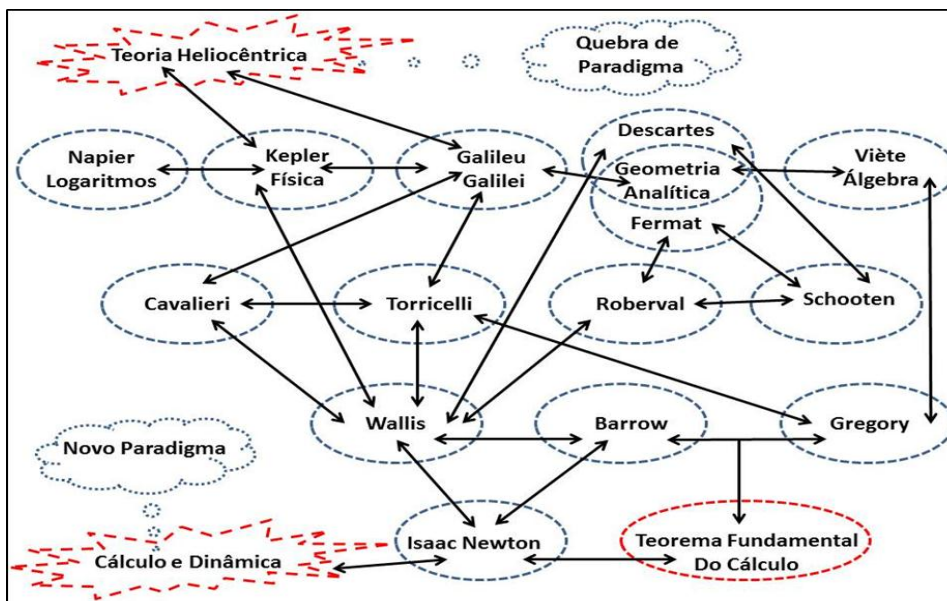 Teoria Heliocêntrica
Quebra de
Paradigma
Descartes
Napier
Logaritmos
Kepler
Física
Galileu
Galilei
Geometria
Analítica
Viète
Álgebra
Fermat
Cavalieri
Torricelli
Roberval
Schooten
Wallis
Barrow
Gregory
Novo Paradigma
Isaac Newton
Teorema Fundamental
Do Cálculo
Cálculo e Dinâmica